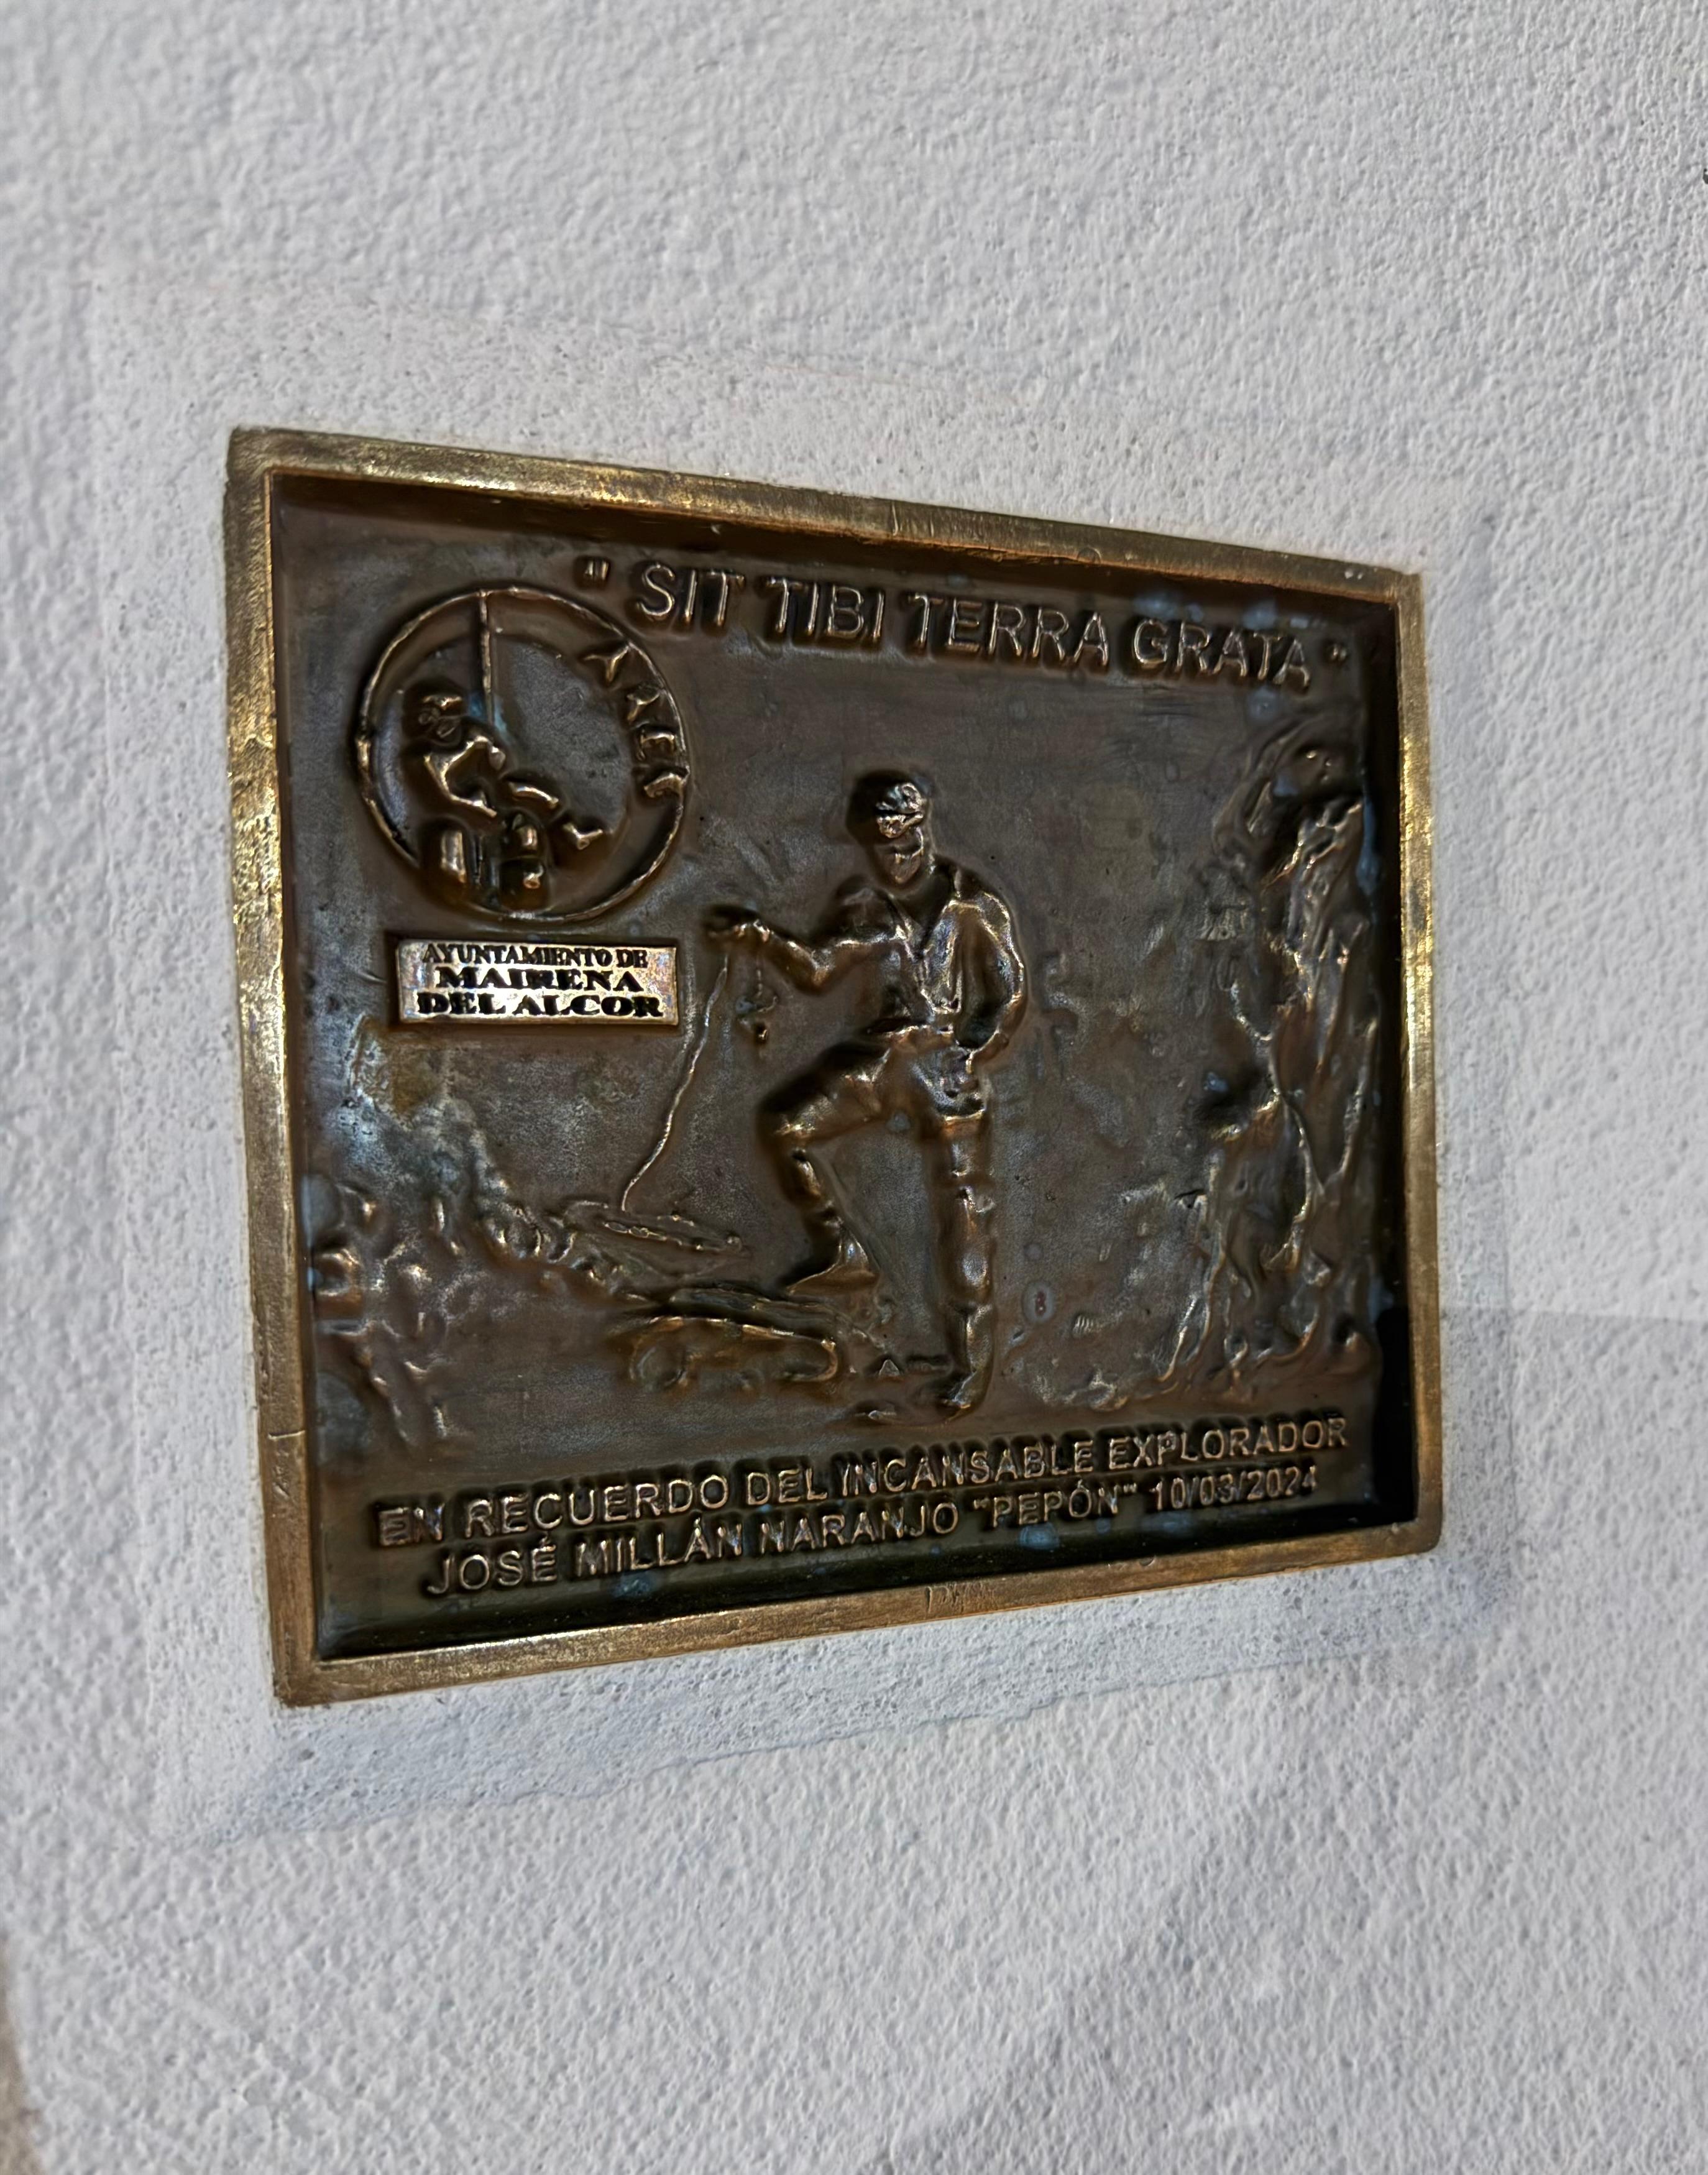 " SIT TIBI TERRA GRATA "
AYUNTAMIENTO DE
MAIRENA
DEL ALCOR
EN RECUERDO DEL INCANSABLE EXPLORADOR
JOSÉ MILLÁN NARANJO "PEPÓN" 10/03/2024